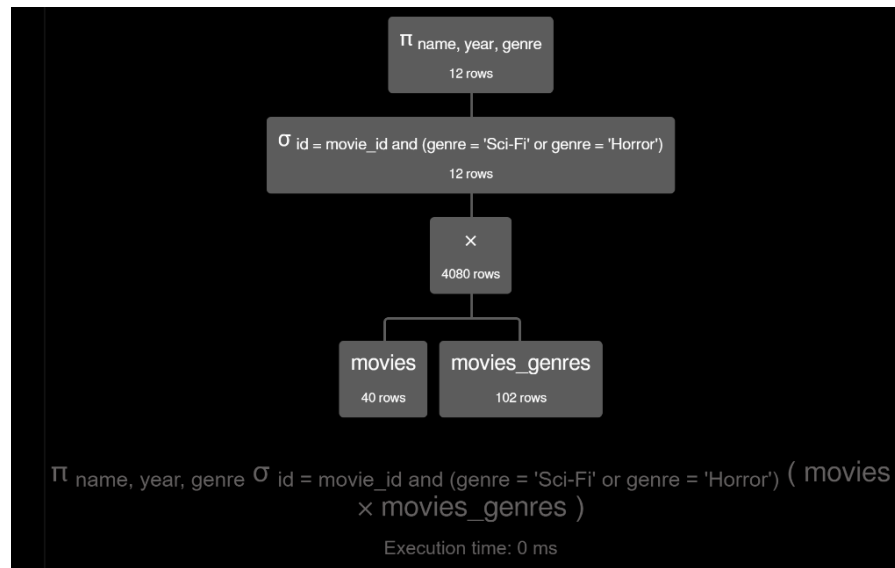 π name, year, genre
12 rows
σ id = movie_id and (genre = 'Sci-Fi' or genre = 'Horror')
12 rows
×
4080 rows
movies
40 rows
movies_genres
102 rows
π name, year, genre σ id = movie_id and (genre = 'Sci-Fi' or genre = 'Horror') ( movies
× movies_genres )
Execution time: 0 ms